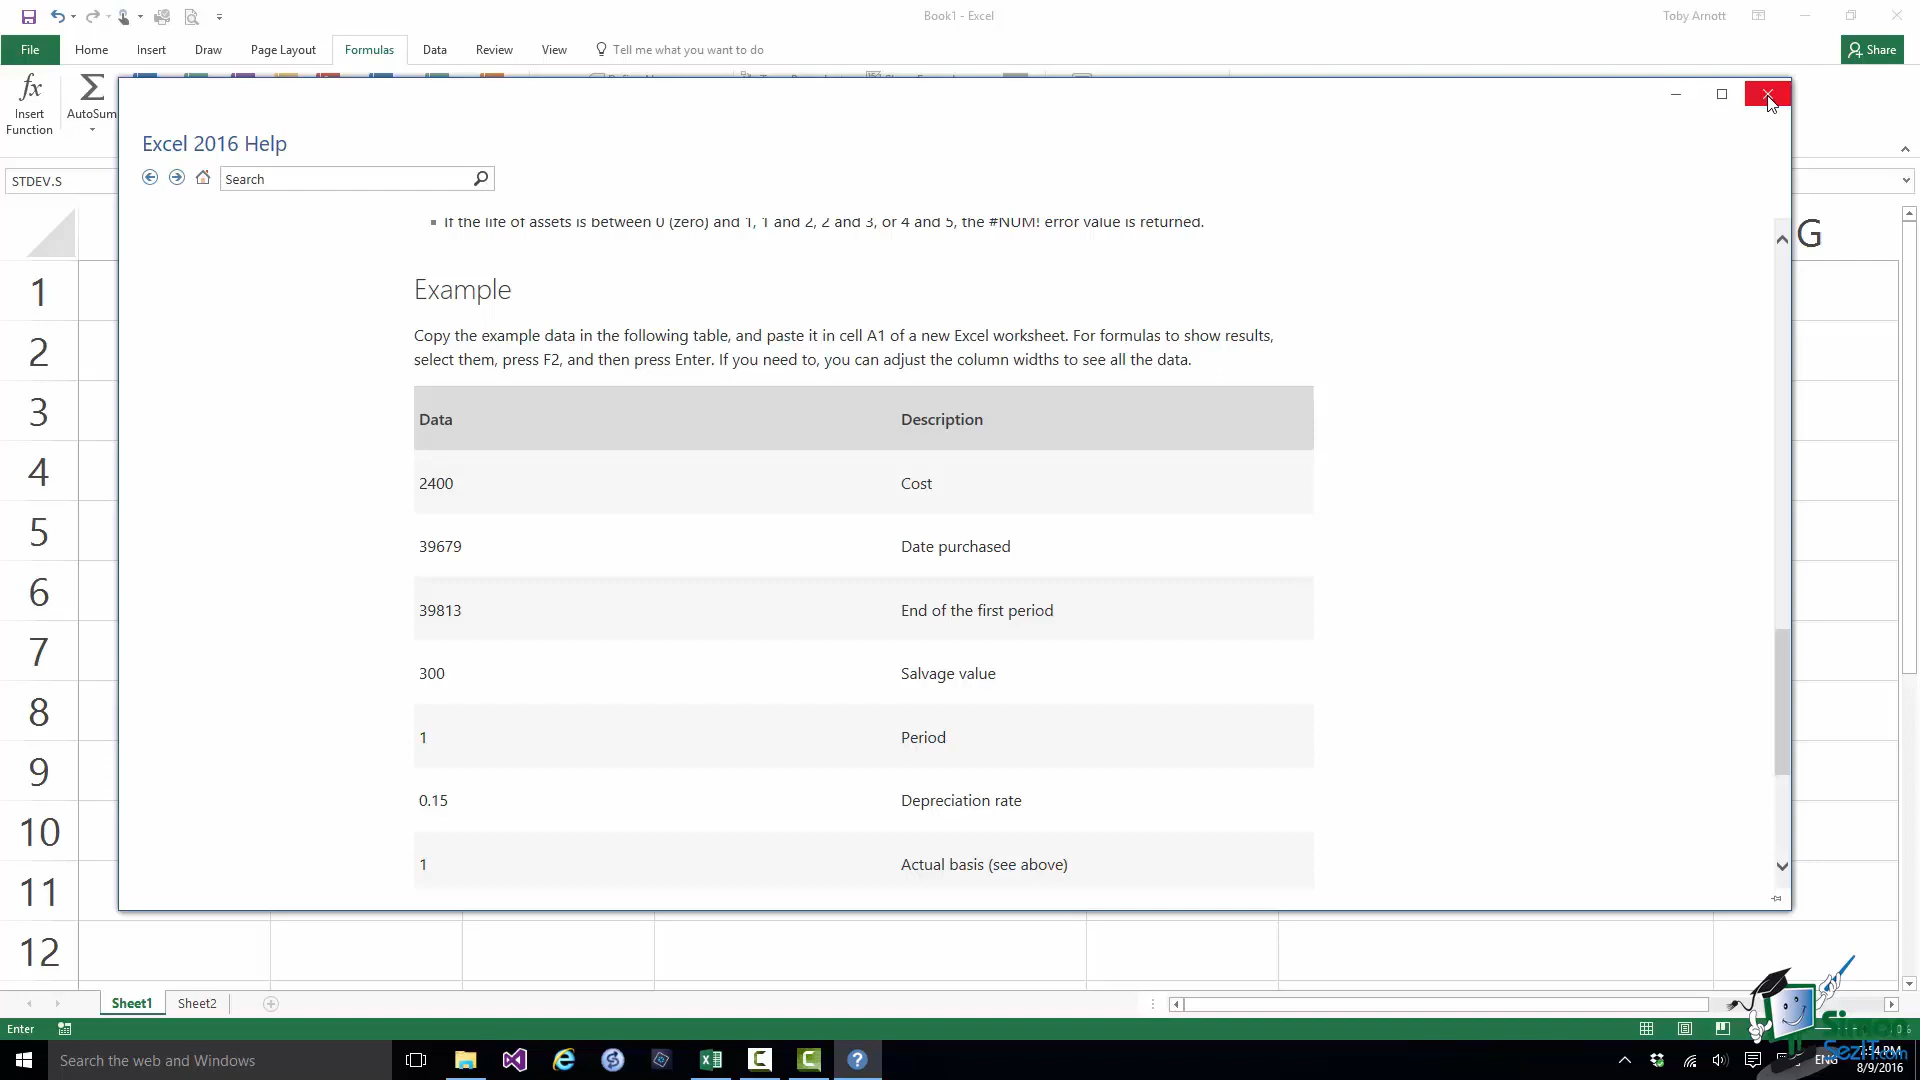 Book1 - Excel
Toby Arnott
File
Home
Insert
Draw
Page Layout
Formulas
Data
Review
View
Tell me what you want to do
Share
fx
Insert
Function
AutoSum
Excel 2016 Help
Search
STDEV.S
If the life of assets is between 0 (zero) and 1, 1 and 2, 2 and 3, or 4 and 5, the #NUM! error value is returned.
G
Example
Copy the example data in the following table, and paste it in cell A1 of a new Excel worksheet. For formulas to show results,
select them, press F2, and then press Enter. If you need to, you can adjust the column widths to see all the data.
Data Description
2400 Cost
39679 Date purchased
39813 End of the first period
300 Salvage value
1 Period
0.15 Depreciation rate
1 Actual basis (see above)
1
2
3
4
5
6
7
8
9
10
11
12
Sheet1
Sheet2
Enter
Search the web and Windows
ENG
8/9/2016
SezIT.com